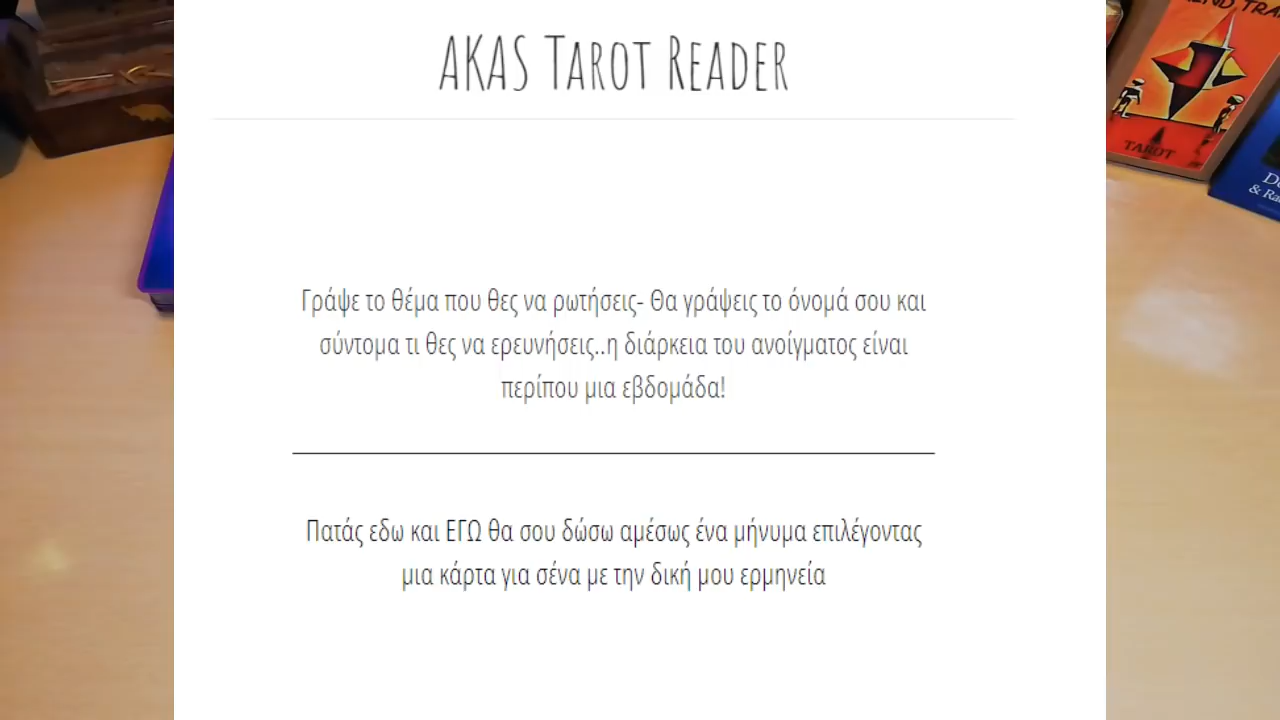 AKAS TAROT READER
Γράψε το θέμα που θες να ρωτήσεις- Θα γράψεις το όνομά σου και
σύντομα τι θες να ερευνήσεις..η διάρκεια του ανοίγματος είναι
περίπου μια εβδομάδα!
Πατάς εδω και ΕΓΩ θα σου δώσω αμέσως ένα μήνυμα επιλέγοντας
μια κάρτα για σένα με την δική μου ερμηνεία
TAROT